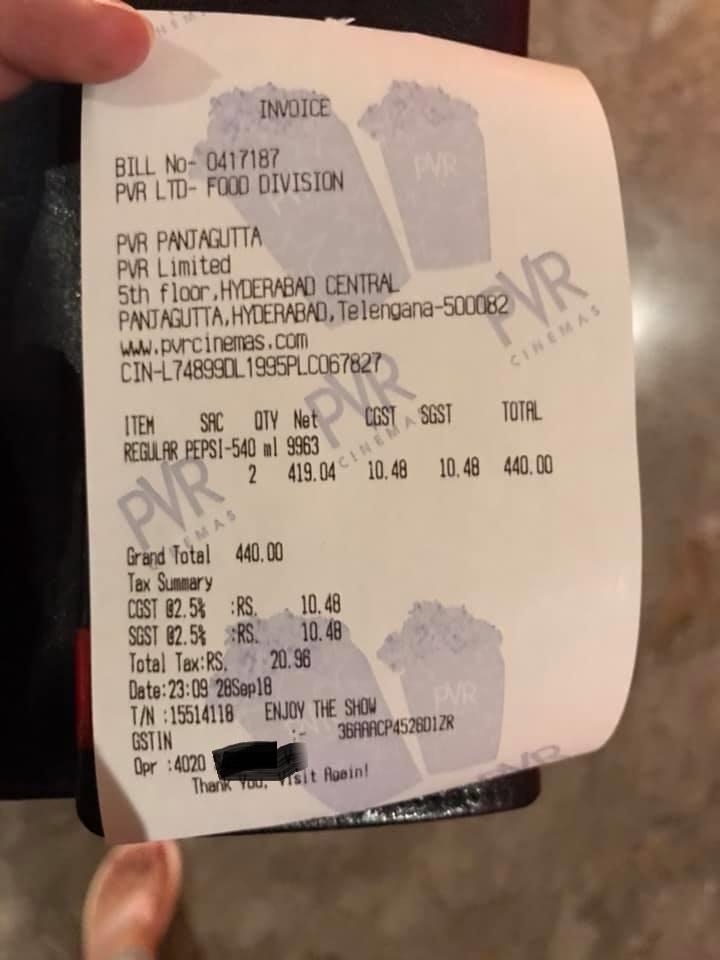 INVOICE
BILL No- 0417187
PVR LTD- FOOD DIVISION
PVR PANJAGUTTA
PVR Limited
5th floor,HYDERABAD CENTRAL
PANJAGUTTA,HYDERABAD,Telengana-500082
www.pvrcinemas.com
CIN-L74899DL1995PLC067827
ITEM SAC QTY Net CGST SGST TOTAL
REGULAR PEPSI-540 ml 9963
2 419.04 10.48 10.48 440.00
Grand Total 440.00
Tax Summary
CGST @2.5% :RS. 10.48
SGST @2.5% :RS. 10.48
Total Tax:RS. 20.96
Date:23:09 28Sep18
T/N :15514118 ENJOY THE SHOW
GSTIN :- 36AAACP4526D1ZR
Opr :4020
Thank You, Visit Again!
PVR
PVR
CINEMAS
PVR
CINEMAS
PVR
CINEMAS
PVR
PVR